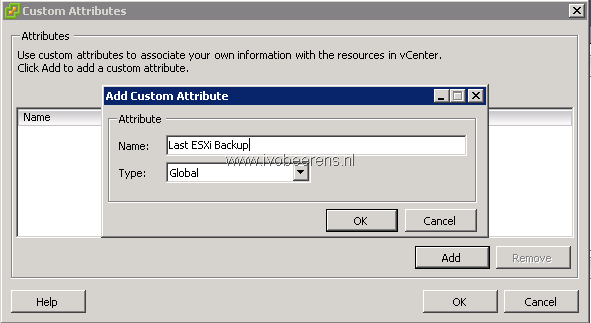 Custom Attributes
Attributes
Use custom attributes to associate your own information with the resources in vCenter.
Click Add to add a custom attribute.
Name
Add Custom Attribute
Attribute
Name: Last ESXi Backup
www.ivobeerens.nl
Type: Global
OK Cancel
Add Remove
Help OK Cancel